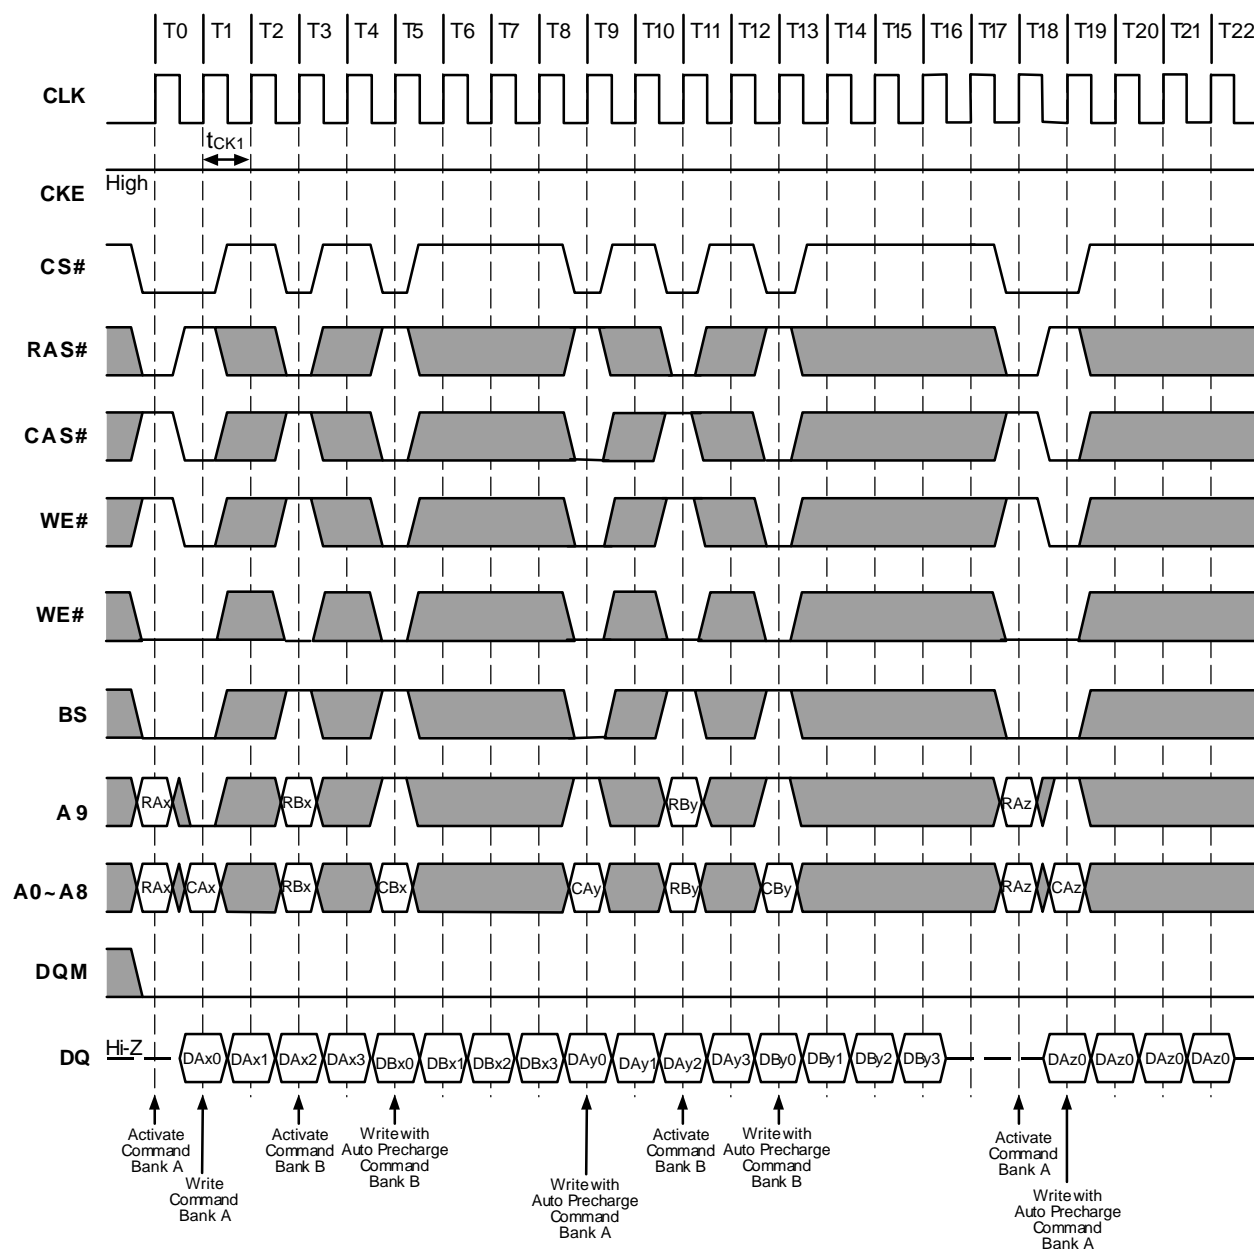 T0 T1 T2 T3 T4 T5 T6 T7 T8 T9 T10 T11 T12 T13 T14 T15 T16 T17 T18 T19 T20 T21 T22
CLK
tCK1
High
CKE
CS#
RAS#
CAS#
WE#
WE#
BS
A9 RAx RBx RBy RAz
A0~A8 RAx CAx RBx CBx CAy RBy CBy RAz CAz
DQM
DQ Hi-Z DAx0 DAx1 DAx2 DAx3 DBx0 DBx1 DBx2 DBx3 DAy0 DAy1 DAy2 DAy3 DBy0 DBy1 DBy2 DBy3 DAz0 DAz0 DAz0 DAz0
Activate
Command
Bank A
Write
Command
Bank A
Activate
Command
Bank B
Write with
Auto Precharge
Command
Bank B
Write with
Auto Precharge
Command
Bank A
Activate
Command
Bank B
Write with
Auto Precharge
Command
Bank B
Activate
Command
Bank A
Write with
Auto Precharge
Command
Bank A